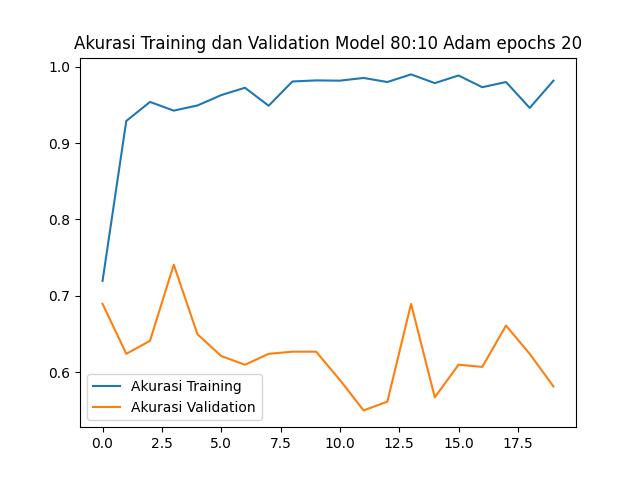 Akurasi Training dan Validation Model 80:10 Adam epochs 20
1.0
0.9
0.8
0.7
0.6
Akurasi Training
Akurasi Validation
0.0 2.5 5.0 7.5 10.0 12.5 15.0 17.5